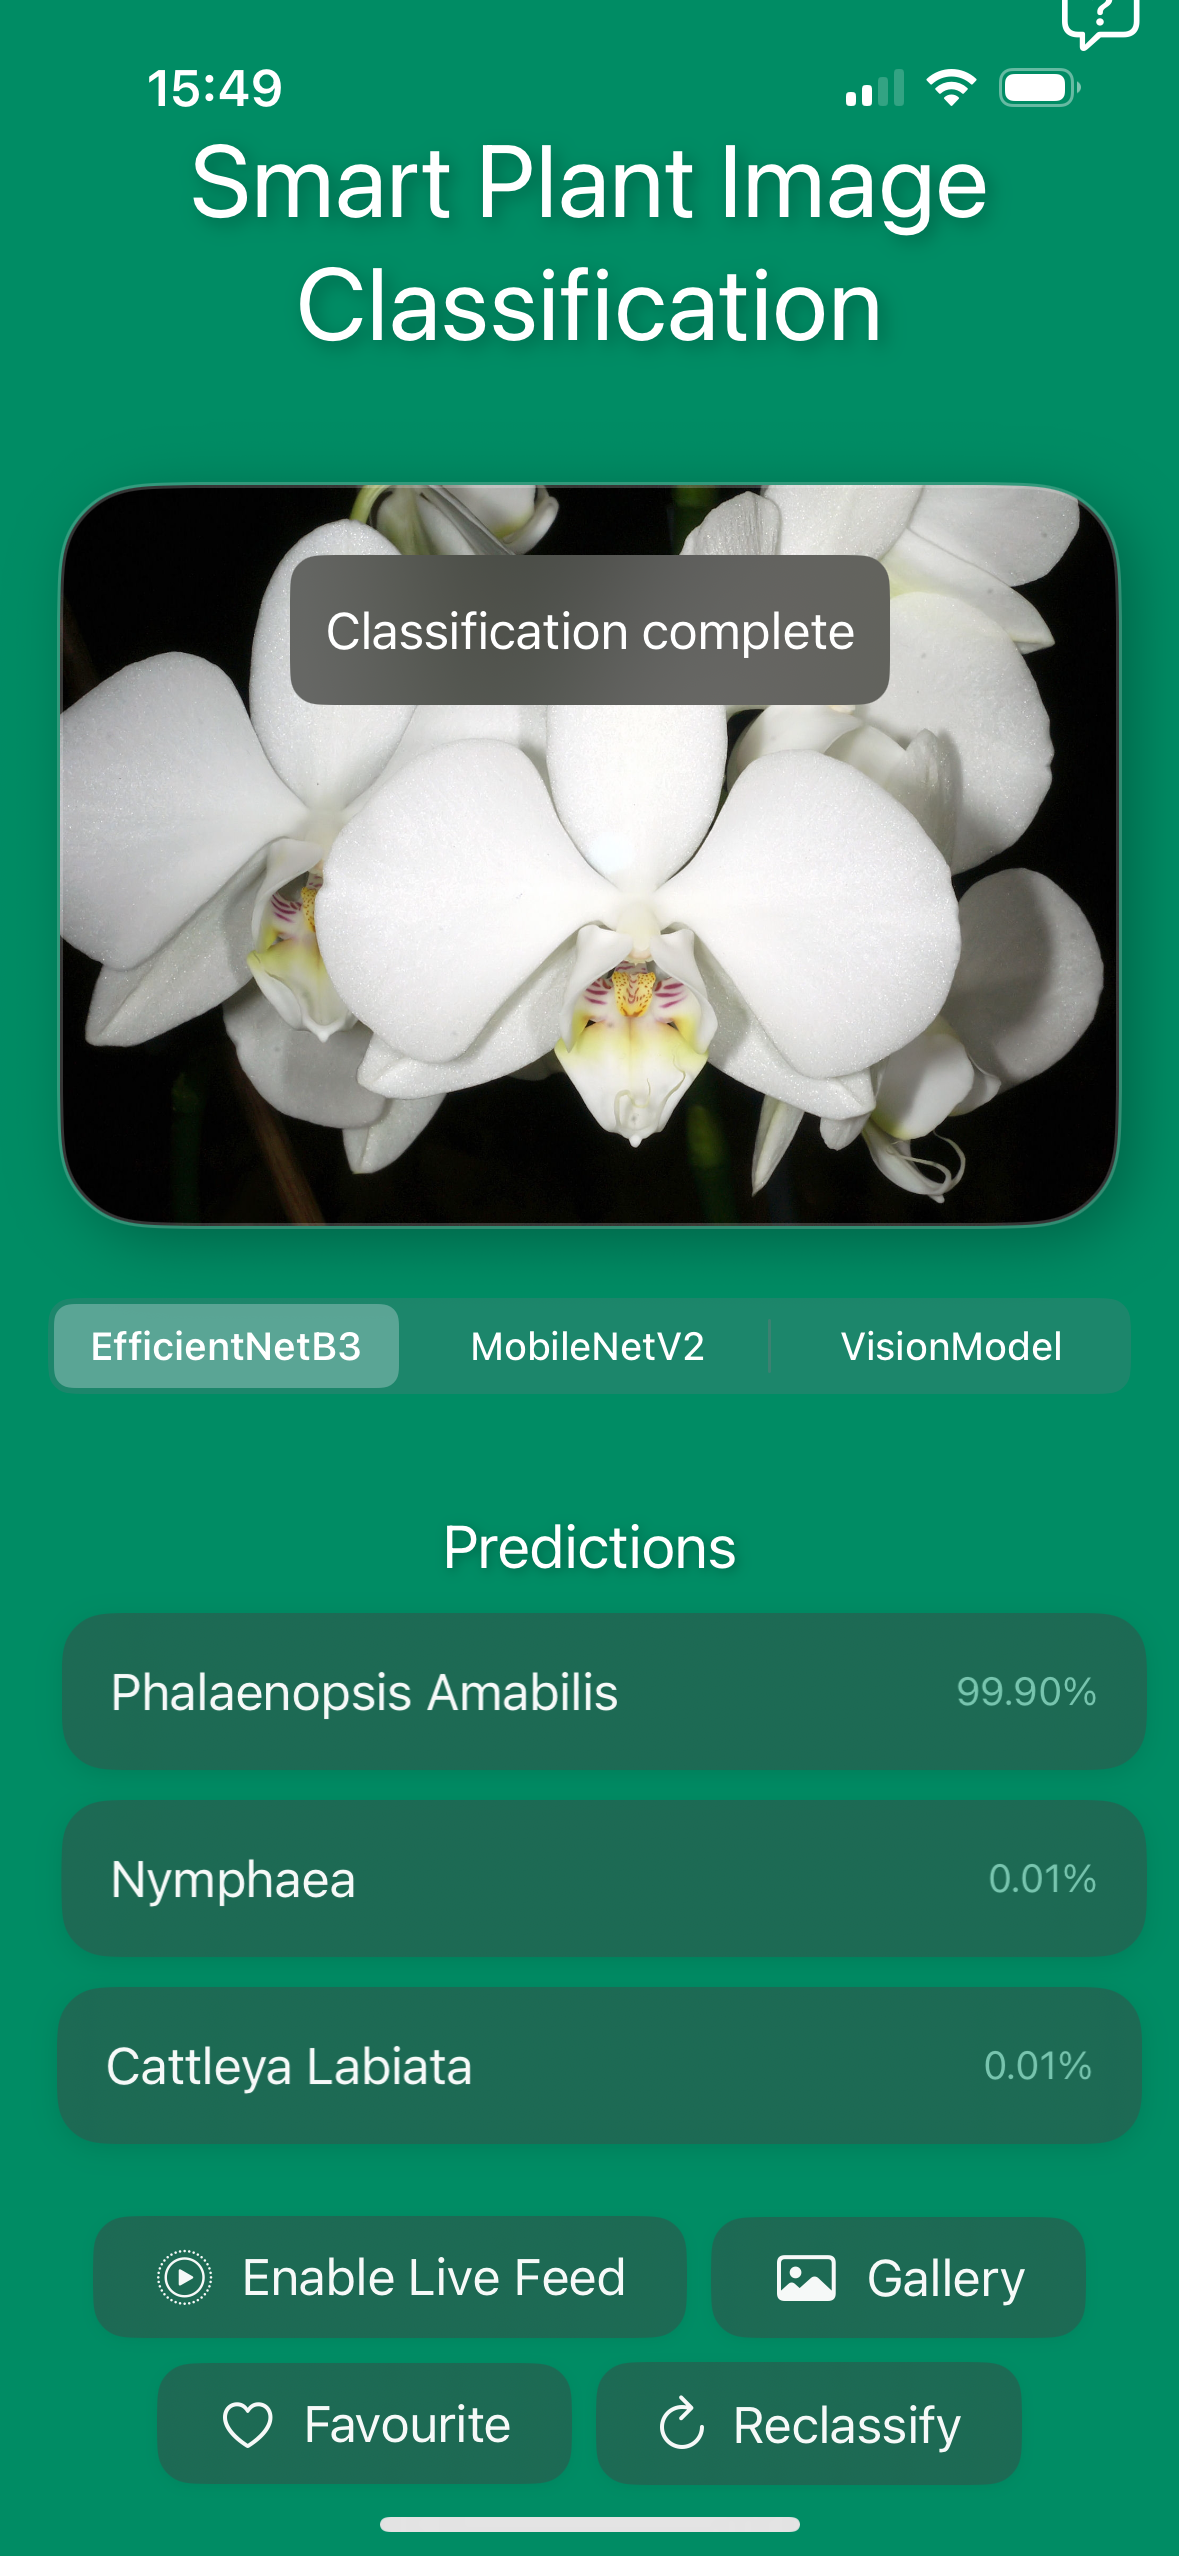 ?
15:49
Smart Plant Image
Classification
Classification complete
EfficientNetB3 MobileNetV2 VisionModel
Predictions
Phalaenopsis Amabilis 99.90%
Nymphaea 0.01%
Cattleya Labiata 0.01%
Enable Live Feed Gallery
Favourite Reclassify